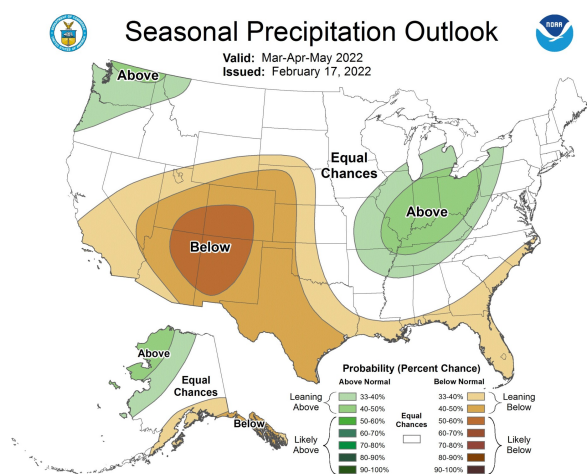 Seasonal Precipitation Outlook
Valid: Mar-Apr-May 2022
Issued: February 17, 2022
NOAA
Above
Equal
Chances
Above
Below
Above
Equal
Chances
Below
Probability (Percent Chance)
Above Normal
Below Normal
Leaning
Above
33-40%
40-50%
Likely
Above
50-60%
60-70%
70-80%
80-90%
90-100%
Equal
Chances
33-40%
40-50%
Leaning
Below
50-60%
60-70%
70-80%
80-90%
90-100%
Likely
Below